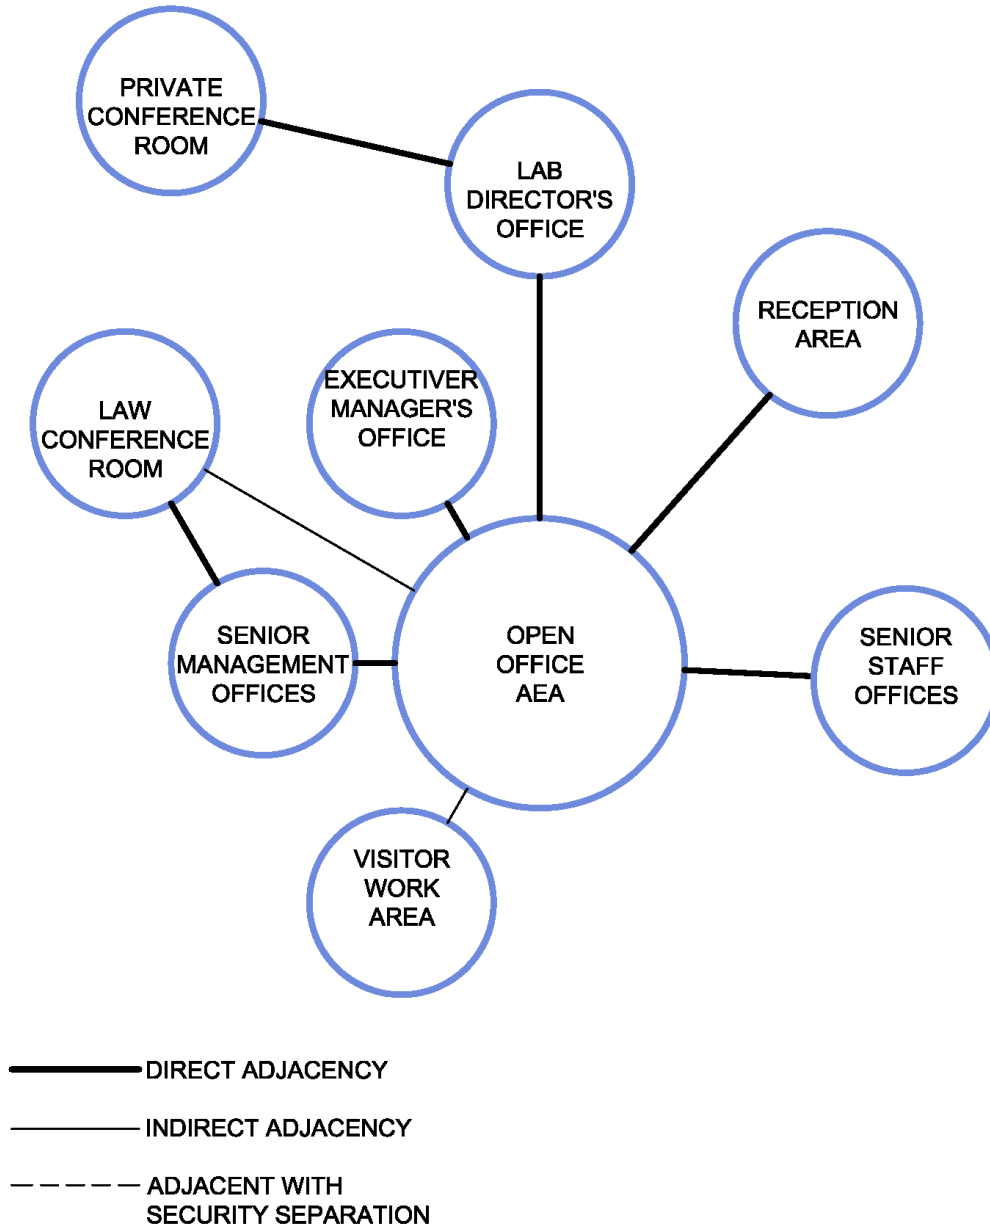 PRIVATE
CONFERENCE
ROOM
LAB
DIRECTOR'S
OFFICE
RECEPTION
AREA
EXECUTIVER
MANAGER'S
OFFICE
LAW
CONFERENCE
ROOM
SENIOR
MANAGEMENT
OFFICES
OPEN
OFFICE
AEA
SENIOR
STAFF
OFFICES
VISITOR
WORK
AREA
DIRECT ADJACENCY
INDIRECT ADJACENCY
ADJACENT WITH
SECURITY SEPARATION